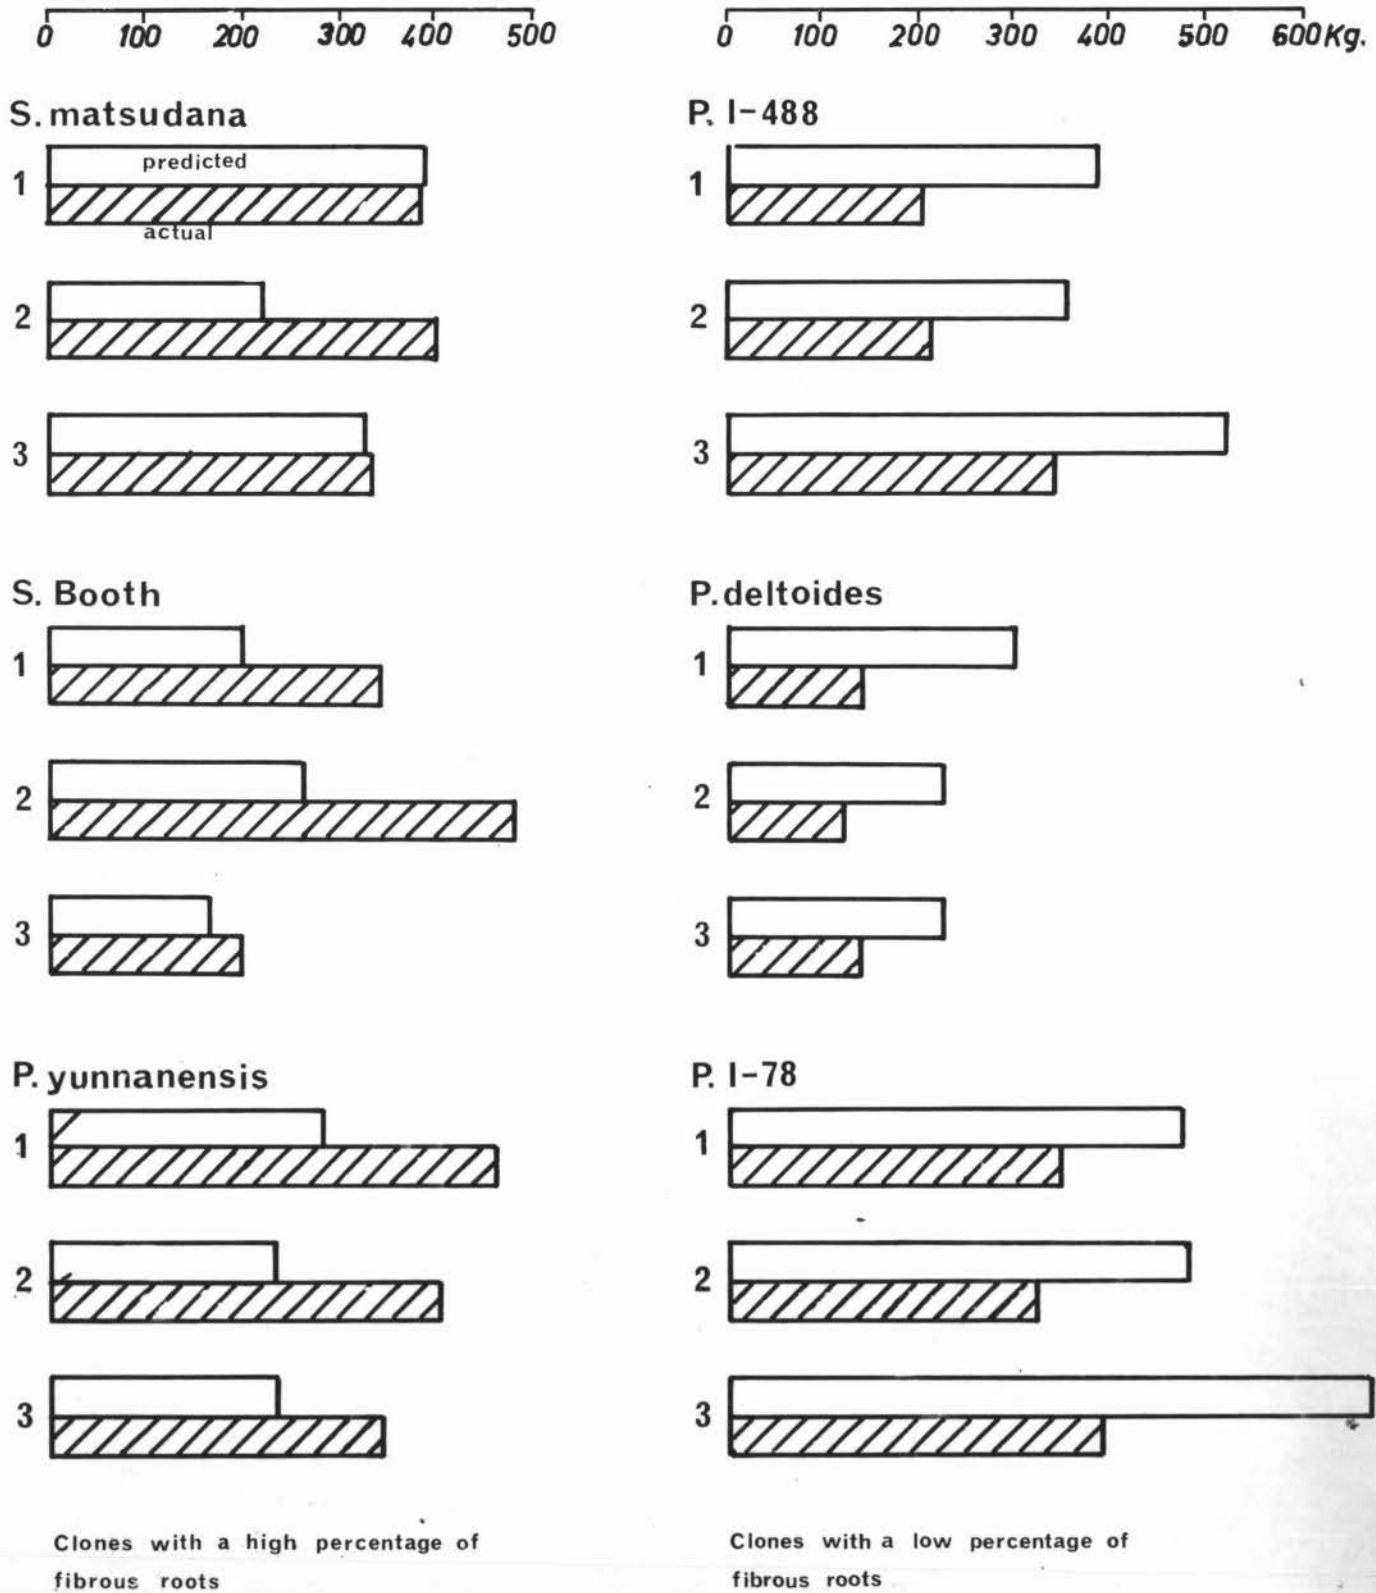 0 100 200 300 400 500
0 100 200 300 400 500 600Kg.
S. matsudana
1 predicted
actual
2
3
S. Booth
1
2
3
P. yunnanensis
1
2
3
Clones with a high percentage of
fibrous roots
P. I-488
1
2
3
P. deltoides
1
2
3
P. I-78
1
2
3
Clones with a low percentage of
fibrous roots